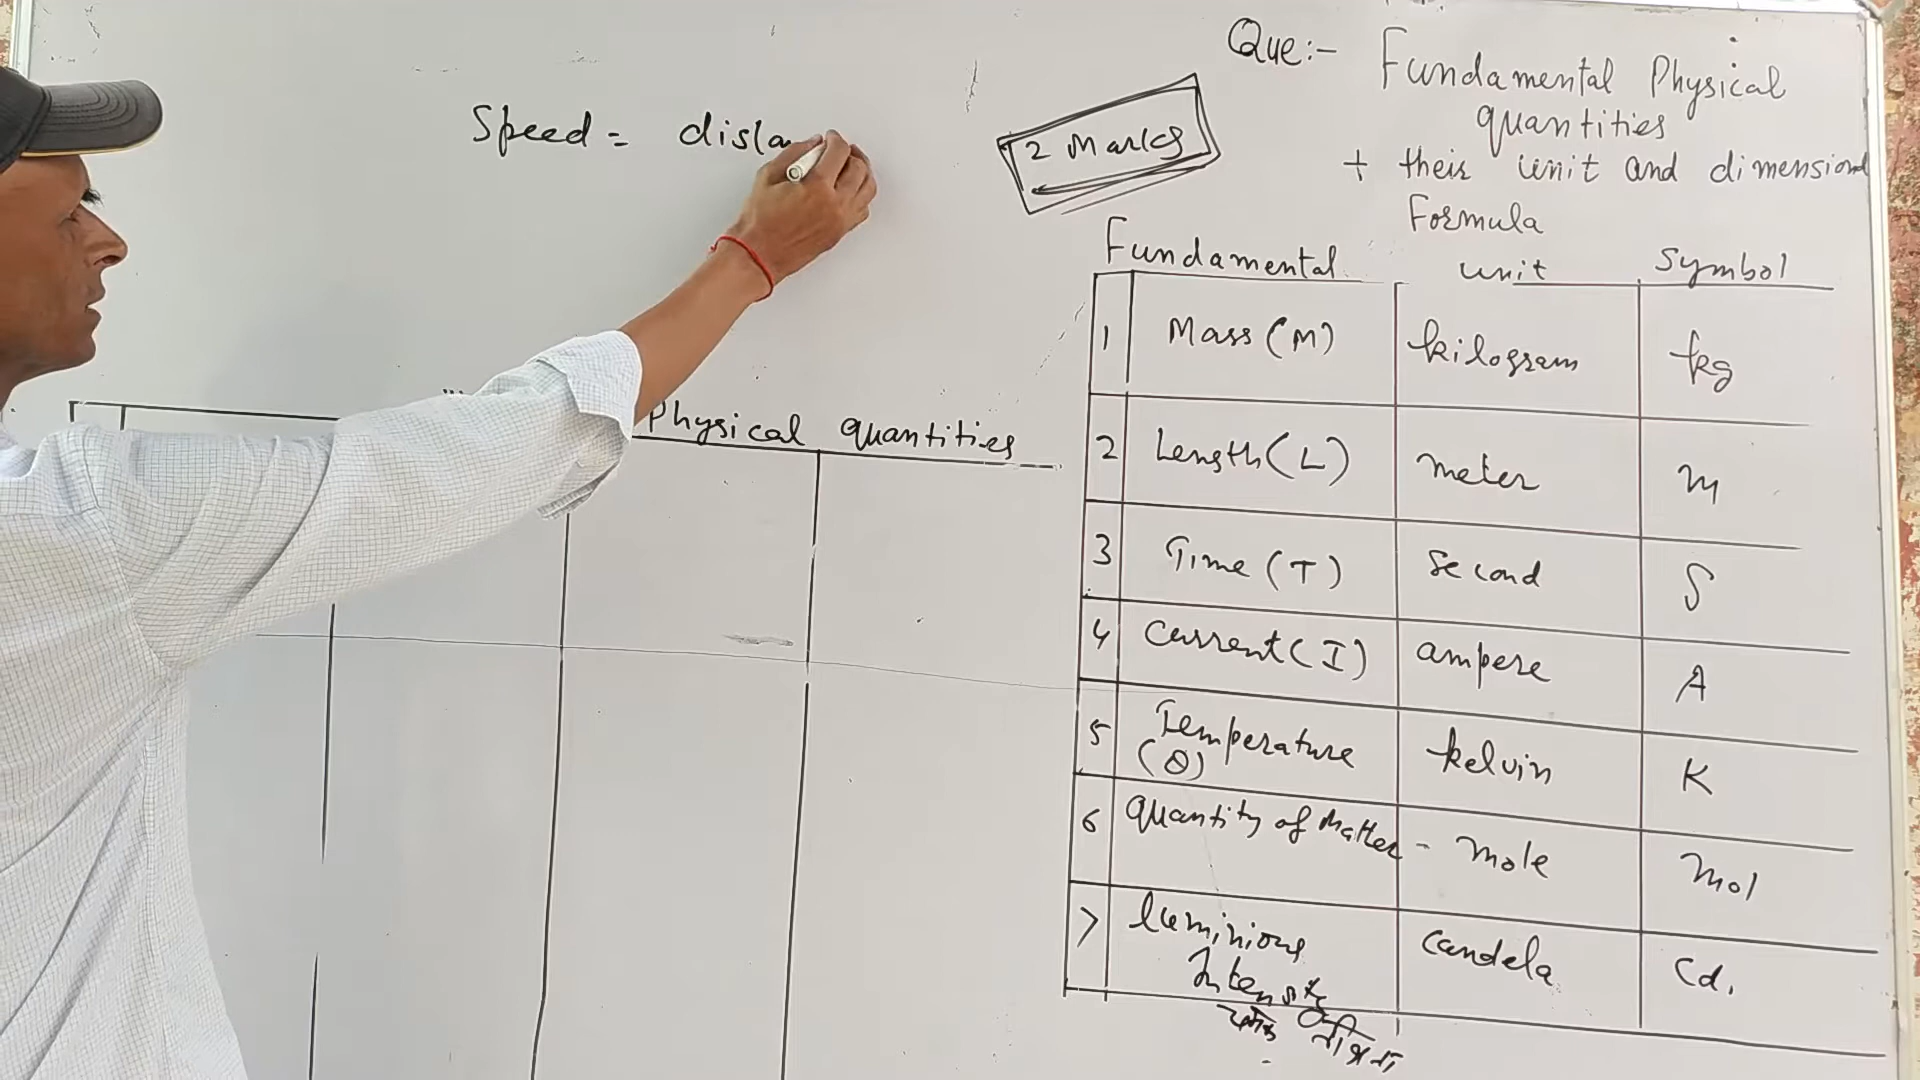 Que:- Fundamental Physical
quantities
+ their unit and dimensional
Formula
2 Marks
Speed = dista
Physical quantities
Fundamental unit Symbol
1 Mass (M) kilogram kg
2 Length (L) meter m
3 Time (T) second S
4 Current (I) ampere A
5 Temperature (θ) kelvin K
6 Quantity of Matter - mole mol
7 luminious Intensity candela Cd.